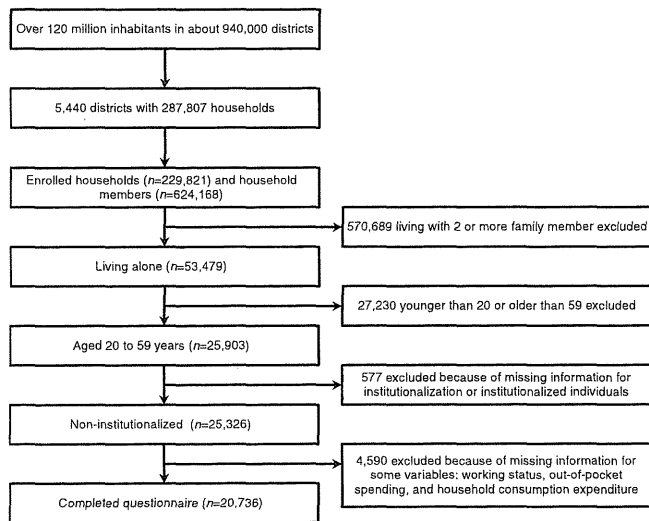 Over 120 million inhabitants in about 940,000 districts
5,440 districts with 287,807 households
Enrolled households (n=229,821) and household
members (n=624,168)
570,689 living with 2 or more family member excluded
Living alone (n=53,479)
27,230 younger than 20 or older than 59 excluded
Aged 20 to 59 years (n=25,903)
577 excluded because of missing information for
institutionalization or institutionalized individuals
Non-institutionalized (n=25,326)
4,590 excluded because of missing information for
some variables: working status, out-of-pocket
spending, and household consumption expenditure
Completed questionnaire (n=20,736)